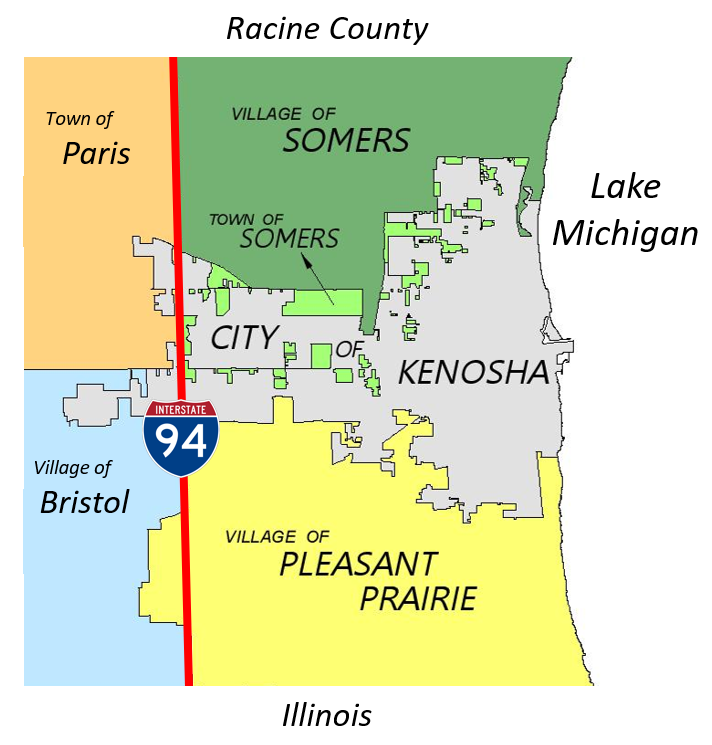 Racine County
Town of
Paris
VILLAGE OF
SOMERS
Lake
Michigan
TOWN OF
SOMERS
CITY
OF
KENOSHA
INTERSTATE
94
Village of
Bristol
VILLAGE OF
PLEASANT
PRAIRIE
Illinois